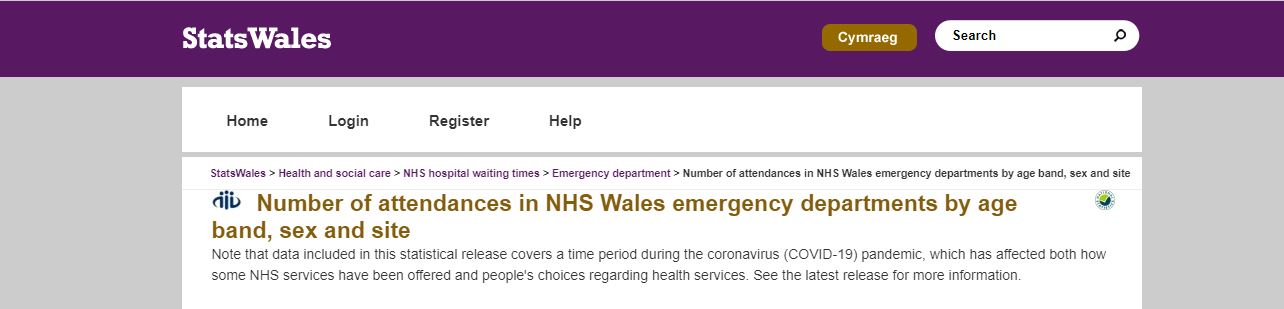 StatsWales
Cymraeg
Search
Home Login Register Help
StatsWales > Health and social care > NHS hospital waiting times > Emergency department > Number of attendances in NHS Wales emergency departments by age band, sex and site
Number of attendances in NHS Wales emergency departments by age
band, sex and site
Note that data included in this statistical release covers a time period during the coronavirus (COVID-19) pandemic, which has affected both how
some NHS services have been offered and people's choices regarding health services. See the latest release for more information.